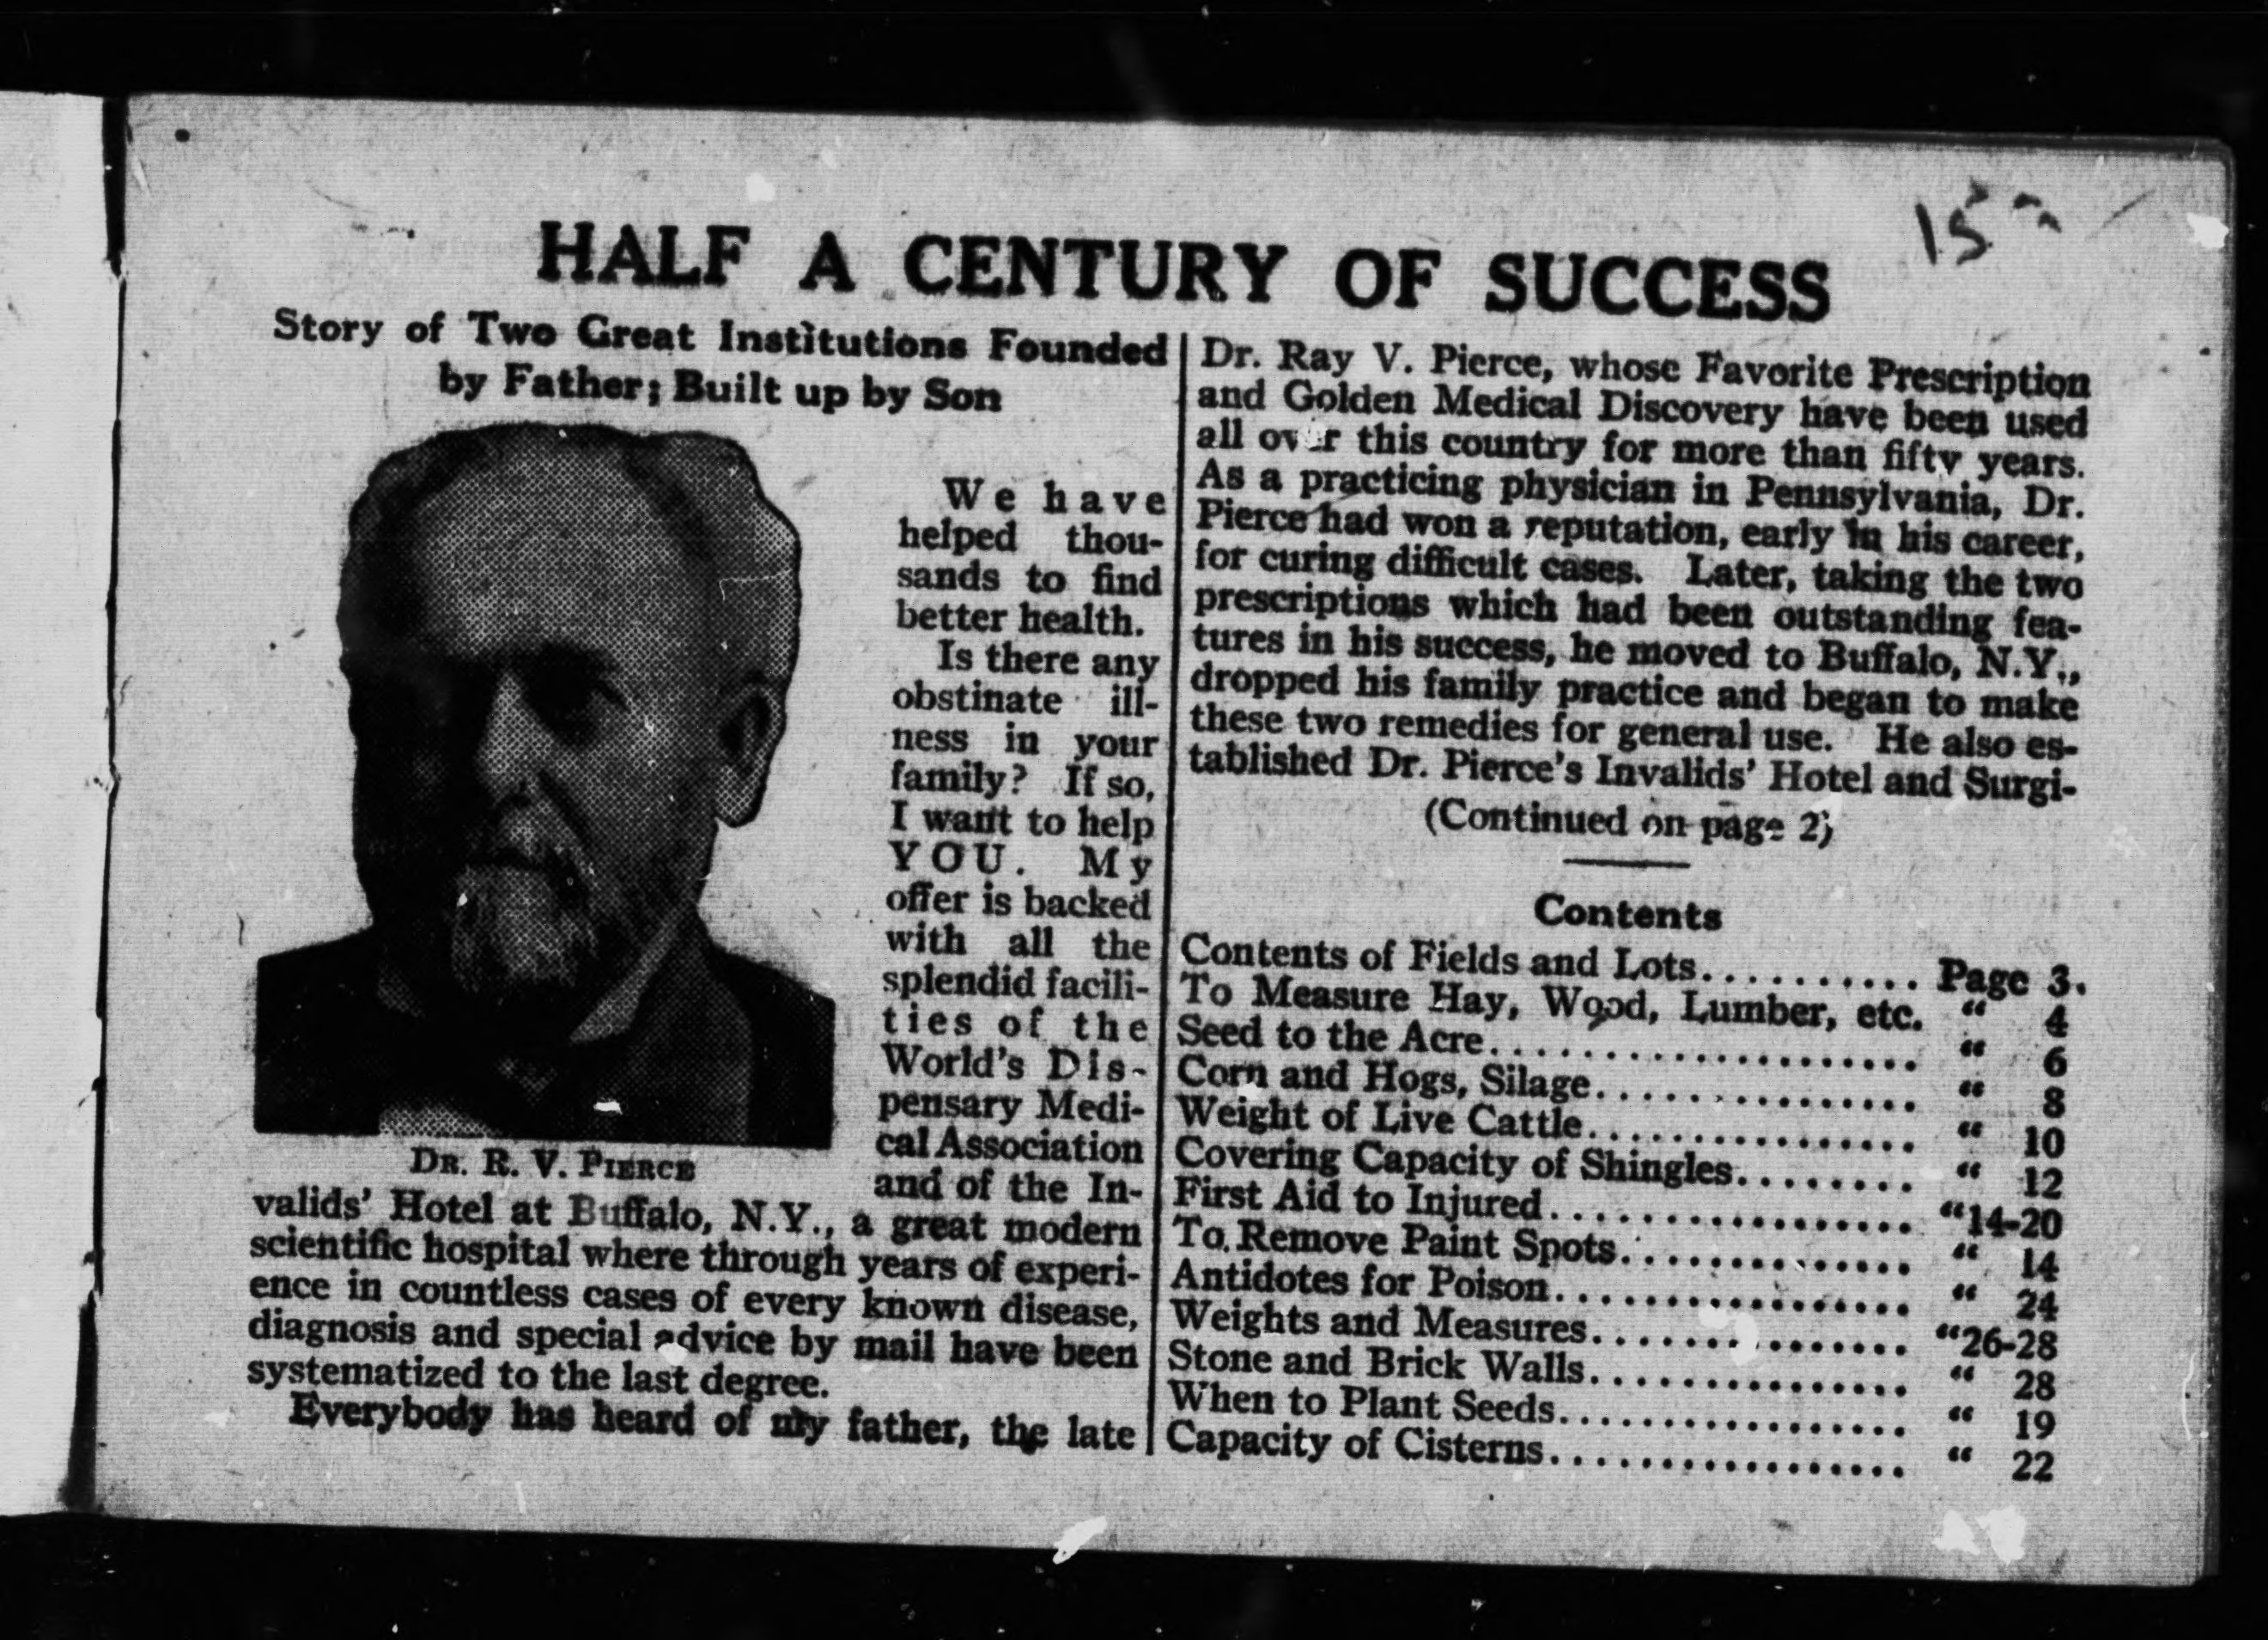 15
HALF A CENTURY OF SUCCESS
Story of Two Great Institutions Founded
by Father; Built up by Son
We have
helped thou-
sands to find
better health.
Is there any
obstinate ill-
ness in your
family? If so,
I want to help
YOU. My
offer is backed
with all the
splendid facili-
ties of the
World's Dis-
pensary Medi-
cal Association
and of the In-
DR. R. V. PIERCE
valids' Hotel at Buffalo, N.Y., a great modern
scientific hospital where through years of experi-
ence in countless cases of every known disease,
diagnosis and special advice by mail have been
systematized to the last degree.
Everybody has heard of my father, the late
Dr. Ray V. Pierce, whose Favorite Prescription
and Golden Medical Discovery have been used
all over this country for more than fifty years.
As a practicing physician in Pennsylvania, Dr.
Pierce had won a reputation, early in his career,
for curing difficult cases. Later, taking the two
prescriptions which had been outstanding fea-
tures in his success, he moved to Buffalo, N.Y.,
dropped his family practice and began to make
these two remedies for general use. He also es-
tablished Dr. Pierce's Invalids' Hotel and Surgi-
(Continued on page 2)
Contents
Contents of Fields and Lots.......... Page 3.
To Measure Hay, Wood, Lumber, etc. “ 4
Seed to the Acre..................... “ 6
Corn and Hogs, Silage................ “ 8
Weight of Live Cattle................ “ 10
Covering Capacity of Shingles......... “ 12
First Aid to Injured.................. “14-20
To Remove Paint Spots............... “ 14
Antidotes for Poison.................. “ 24
Weights and Measures................ “26-28
Stone and Brick Walls................ “ 28
When to Plant Seeds.................. “ 19
Capacity of Cisterns.................. “ 22